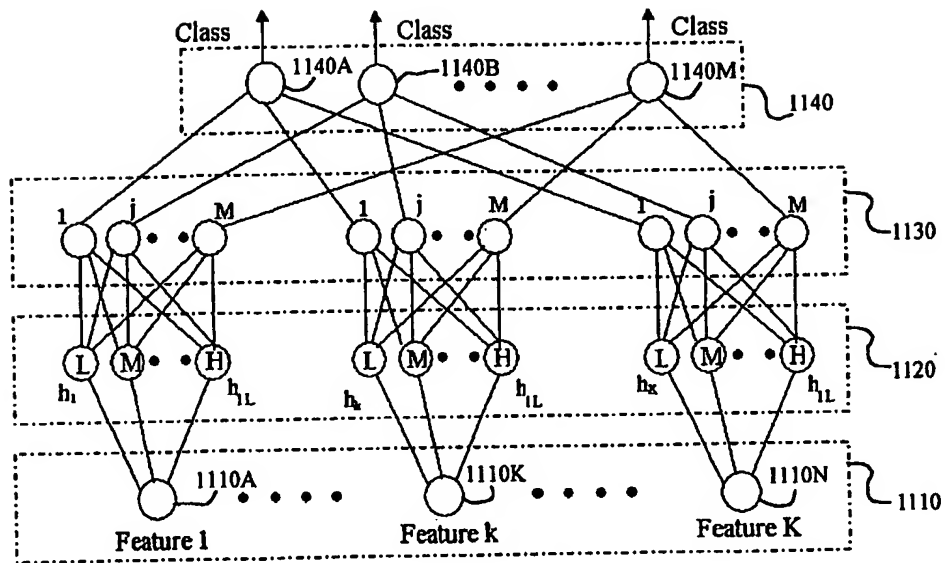 Class Class Class
1140A 1140B 1140M
1140
1 j M 1 j M 1 j M
1130
L M H L M H L M H
1120
h₁ h₁L hₖ h₁L hₓ h₁L
1110A 1110K 1110N
1110
Feature 1 Feature k Feature K